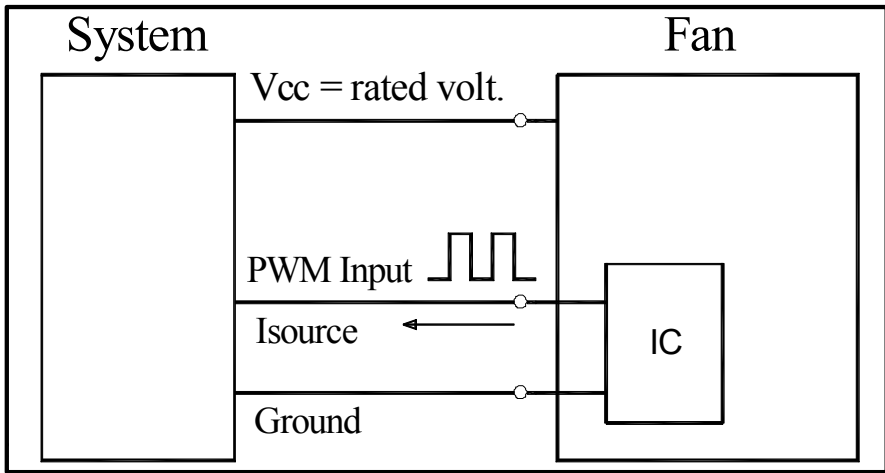 System
Fan
Vcc = rated volt.
PWM Input
Isource
IC
Ground